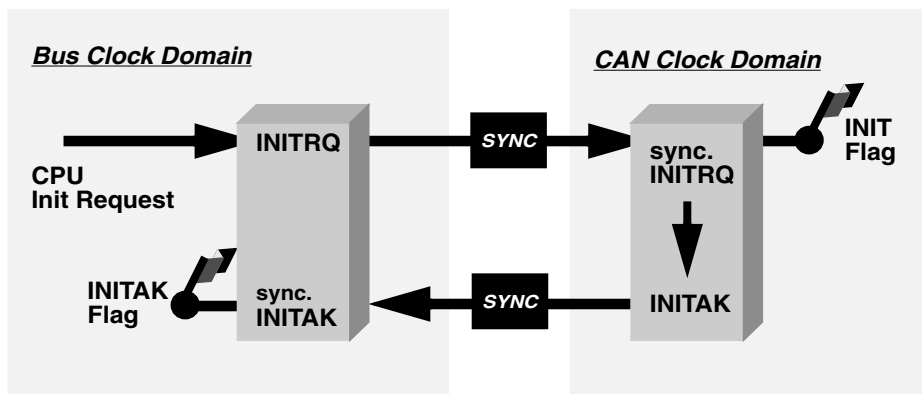 Bus Clock Domain
CAN Clock Domain
CPU
Init Request
INITRQ
SYNC
sync.
INITRQ
INIT
Flag
INITAK
Flag
sync.
INITAK
SYNC
INITAK